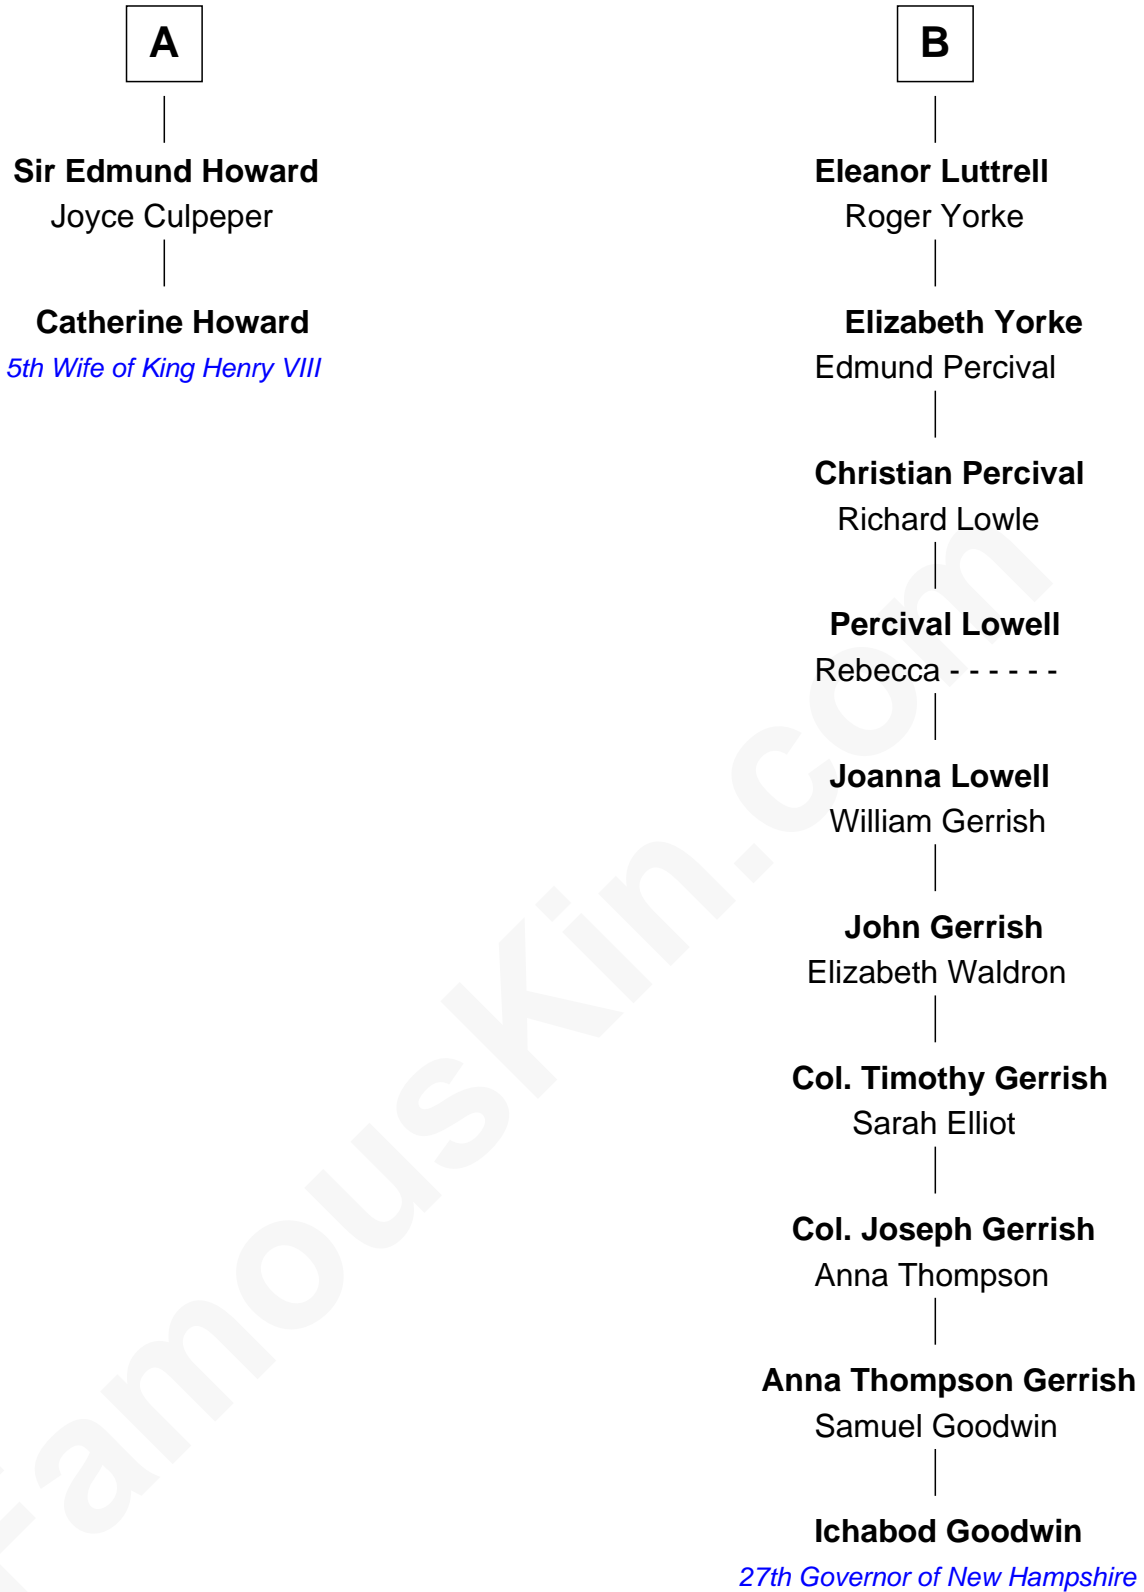 A
Sir Edmund Howard
Joyce Culpeper
Catherine Howard
5th Wife of King Henry VIII
B
Eleanor Luttrell
Roger Yorke
Elizabeth Yorke
Edmund Percival
Christian Percival
Richard Lowle
Percival Lowell
Rebecca - - - - - -
Joanna Lowell
William Gerrish
John Gerrish
Elizabeth Waldron
Col. Timothy Gerrish
Sarah Elliot
Col. Joseph Gerrish
Anna Thompson
Anna Thompson Gerrish
Samuel Goodwin
Ichabod Goodwin
27th Governor of New Hampshire
FamousKin.com